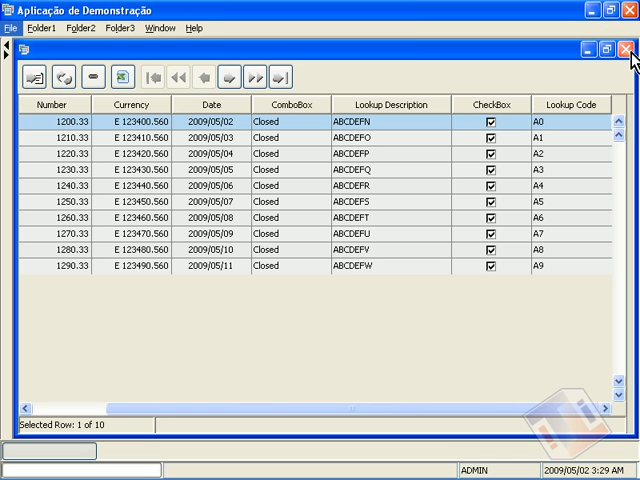 Aplicação de Demonstração
File Folder1 Folder2 Folder3 Window Help
Number Currency Date ComboBox Lookup Description CheckBox Lookup Code
1200.33 E 123400.560 2009/05/02 Closed ABCDEFN A0
1210.33 E 123410.560 2009/05/03 Closed ABCDEFO A1
1220.33 E 123420.560 2009/05/04 Closed ABCDEFP A2
1230.33 E 123430.560 2009/05/05 Closed ABCDEFQ A3
1240.33 E 123440.560 2009/05/06 Closed ABCDEFR A4
1250.33 E 123450.560 2009/05/07 Closed ABCDEFS A5
1260.33 E 123460.560 2009/05/08 Closed ABCDEFT A6
1270.33 E 123470.560 2009/05/09 Closed ABCDEFU A7
1280.33 E 123480.560 2009/05/10 Closed ABCDEFV A8
1290.33 E 123490.560 2009/05/11 Closed ABCDEFW A9
Selected Row: 1 of 10
ADMIN 2009/05/02 3:29 AM